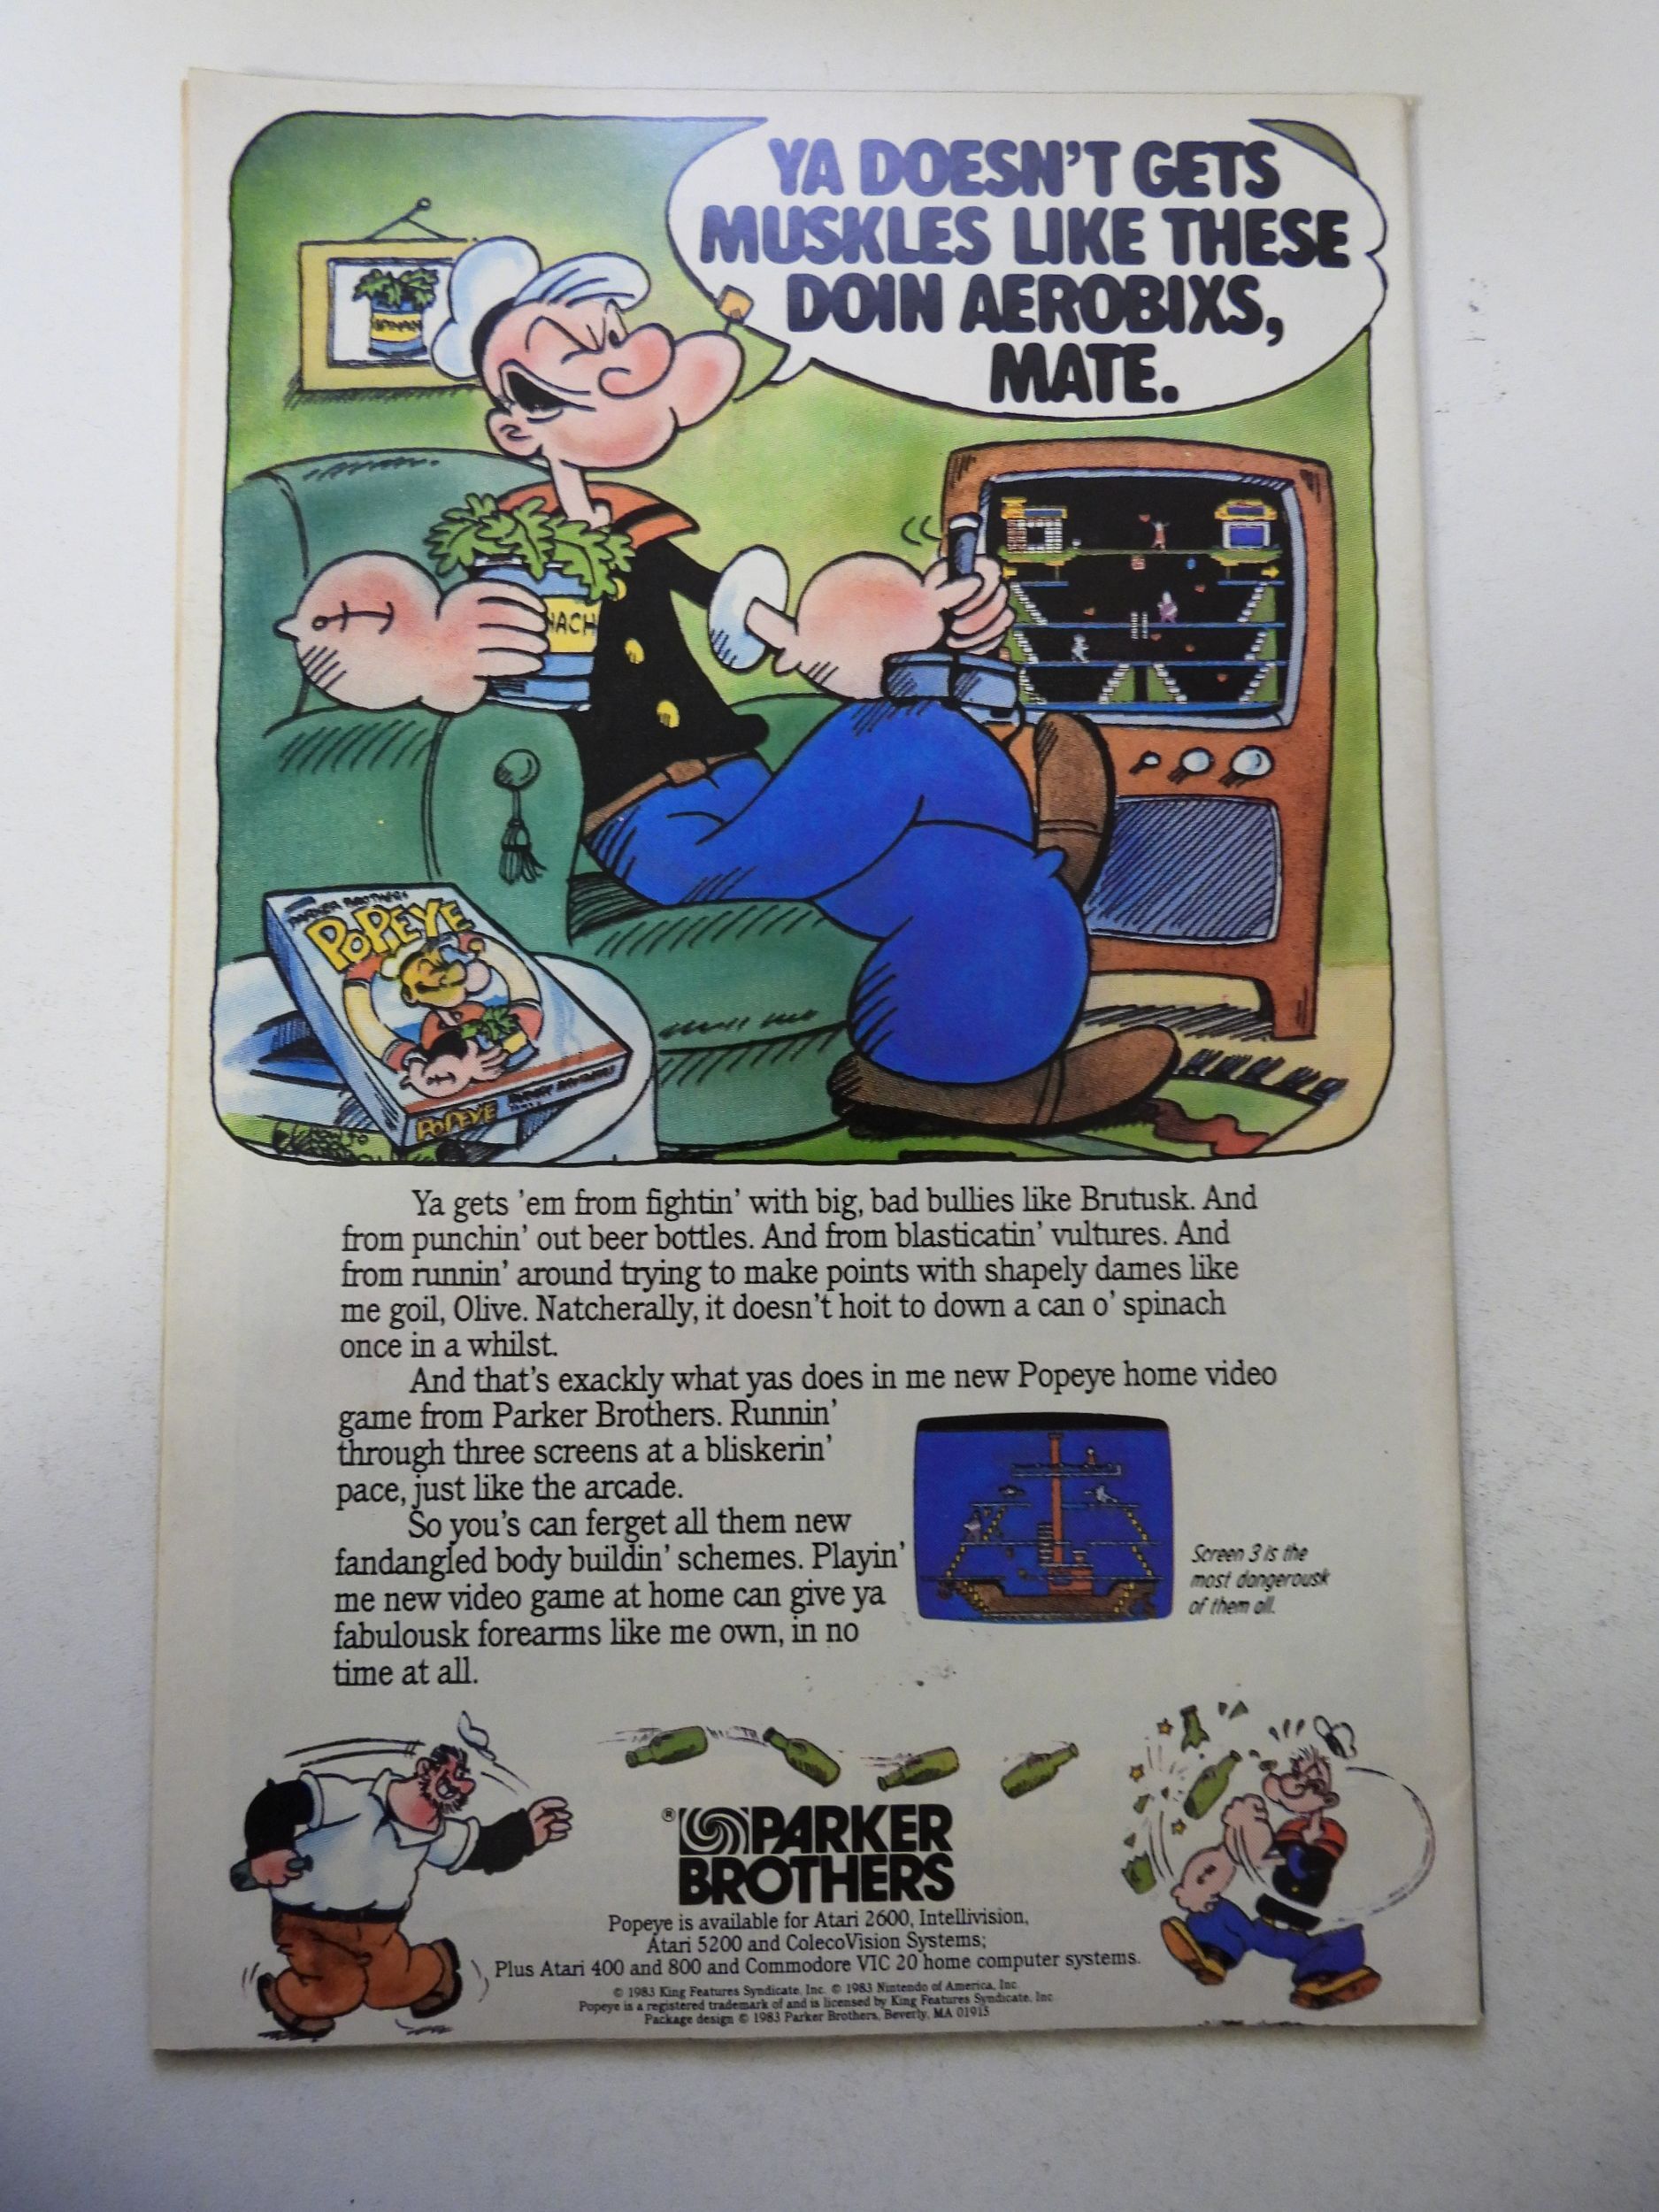 YA DOESN'T GETS
MUSKLES LIKE THESE
DOIN AEROBIXS,
MATE.
SPINACH
NACH
PARKER BROTHERS
POPEYE
POPEYE
PARKER BROTHERS
Ya gets 'em from fightin' with big, bad bullies like Brutusk. And
from punchin' out beer bottles. And from blasticatin' vultures. And
from runnin' around trying to make points with shapely dames like
me goil, Olive. Natcherally, it doesn't hoit to down a can o' spinach
once in a whilst.
And that's exackly what yas does in me new Popeye home video
game from Parker Brothers. Runnin'
through three screens at a bliskerin'
pace, just like the arcade.
So you's can ferget all them new
fandangled body buildin' schemes. Playin'
me new video game at home can give ya
fabulousk forearms like me own, in no
time at all.
Screen 3 is the
most dangerousk
of them all.
® PARKER
BROTHERS
Popeye is available for Atari 2600, Intellivision,
Atari 5200 and ColecoVision Systems;
Plus Atari 400 and 800 and Commodore VIC 20 home computer systems.
© 1983 King Features Syndicate, Inc. © 1983 Nintendo of America, Inc.
Popeye is a registered trademark of and is licensed by King Features Syndicate, Inc
Package design © 1983 Parker Brothers, Beverly, MA 01915